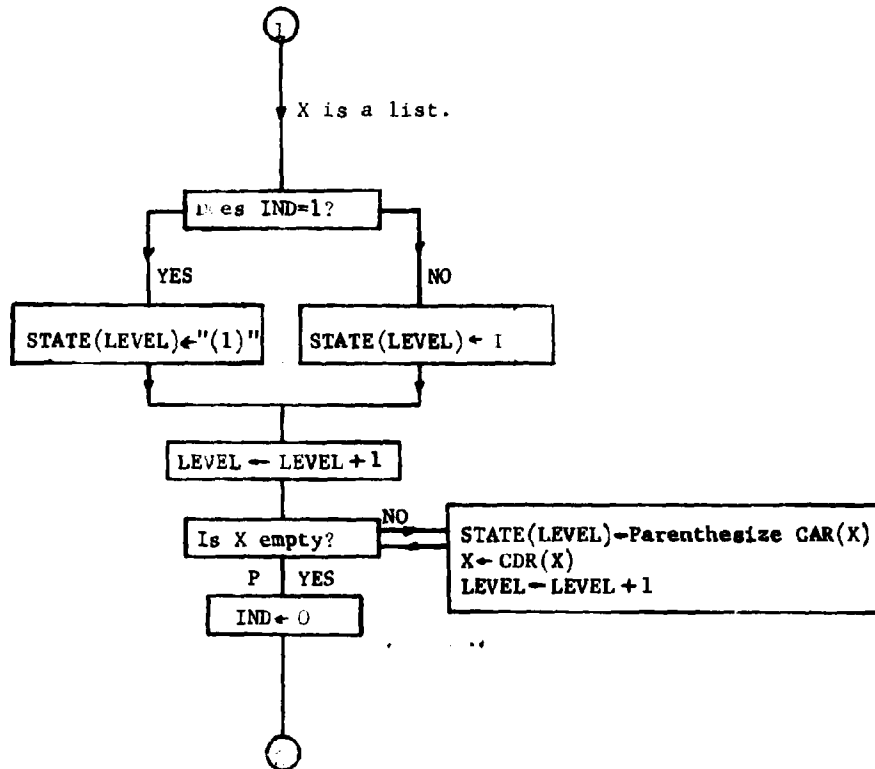 1
X is a list.
Does IND=1?
YES
NO
STATE(LEVEL)←"(1)"
STATE(LEVEL)← I
LEVEL ← LEVEL + 1
Is X empty?
NO
STATE(LEVEL)←Parenthesize CAR(X)
X← CDR(X)
LEVEL←LEVEL+1
P YES
IND← 0